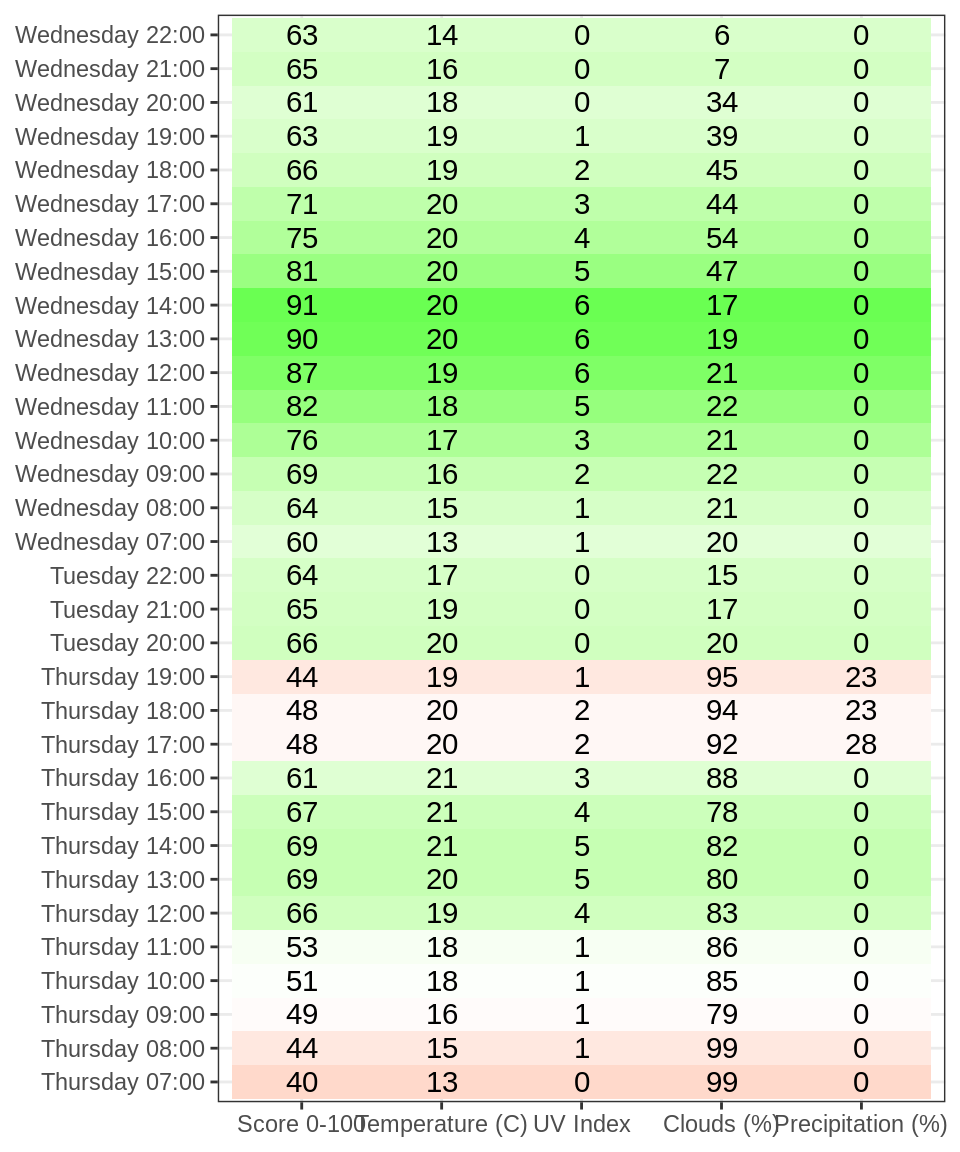 Wednesday 22:00 63 14 0 6 0
Wednesday 21:00 65 16 0 7 0
Wednesday 20:00 61 18 0 34 0
Wednesday 19:00 63 19 1 39 0
Wednesday 18:00 66 19 2 45 0
Wednesday 17:00 71 20 3 44 0
Wednesday 16:00 75 20 4 54 0
Wednesday 15:00 81 20 5 47 0
Wednesday 14:00 91 20 6 17 0
Wednesday 13:00 90 20 6 19 0
Wednesday 12:00 87 19 6 21 0
Wednesday 11:00 82 18 5 22 0
Wednesday 10:00 76 17 3 21 0
Wednesday 09:00 69 16 2 22 0
Wednesday 08:00 64 15 1 21 0
Wednesday 07:00 60 13 1 20 0
Tuesday 22:00 64 17 0 15 0
Tuesday 21:00 65 19 0 17 0
Tuesday 20:00 66 20 0 20 0
Thursday 19:00 44 19 1 95 23
Thursday 18:00 48 20 2 94 23
Thursday 17:00 48 20 2 92 28
Thursday 16:00 61 21 3 88 0
Thursday 15:00 67 21 4 78 0
Thursday 14:00 69 21 5 82 0
Thursday 13:00 69 20 5 80 0
Thursday 12:00 66 19 4 83 0
Thursday 11:00 53 18 1 86 0
Thursday 10:00 51 18 1 85 0
Thursday 09:00 49 16 1 79 0
Thursday 08:00 44 15 1 99 0
Thursday 07:00 40 13 0 99 0
Score 0-100 Temperature (C) UV Index Clouds (%) Precipitation (%)